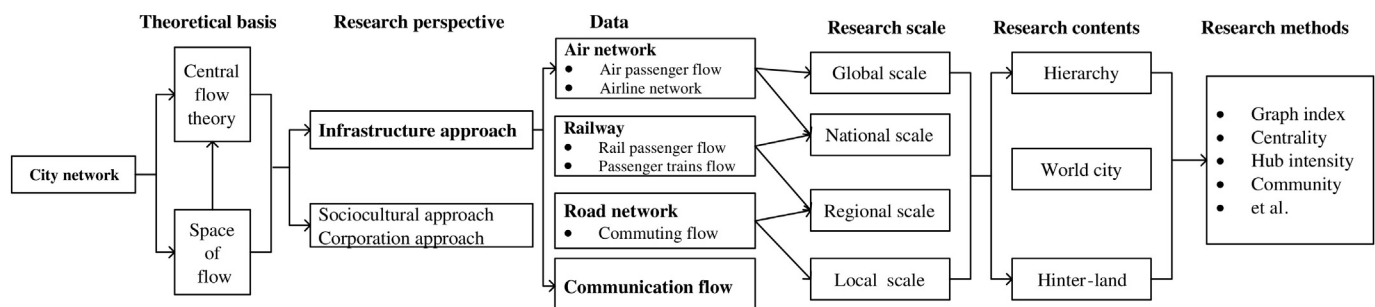 Theoretical basis
Research perspective
Data
Research scale
Research contents
Research methods
City network
Central
flow
theory
Space
of
flow
Infrastructure approach
Sociocultural approach
Corporation approach
Air network
● Air passenger flow
● Airline network
Railway
● Rail passenger flow
● Passenger trains flow
Road network
● Commuting flow
Communication flow
Global scale
National scale
Regional scale
Local scale
Hierarchy
World city
Hinter-land
● Graph index
● Centrality
● Hub intensity
● Community
● et al.